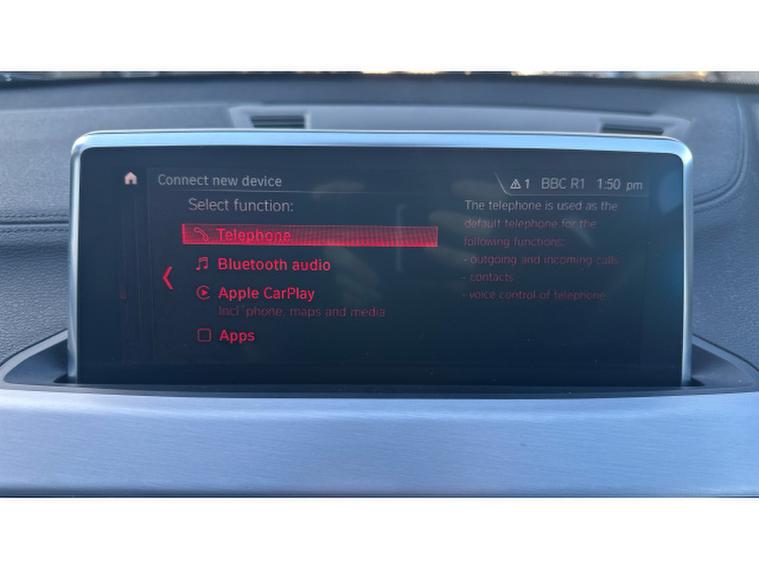 Connect new device
1 BBC R1 1:50 pm
Select function:
Telephone
Bluetooth audio
Apple CarPlay
Incl. phone, maps and media
Apps
The telephone is used as the
default telephone for the
following functions:
- outgoing and incoming calls
- contacts
- voice control of telephone